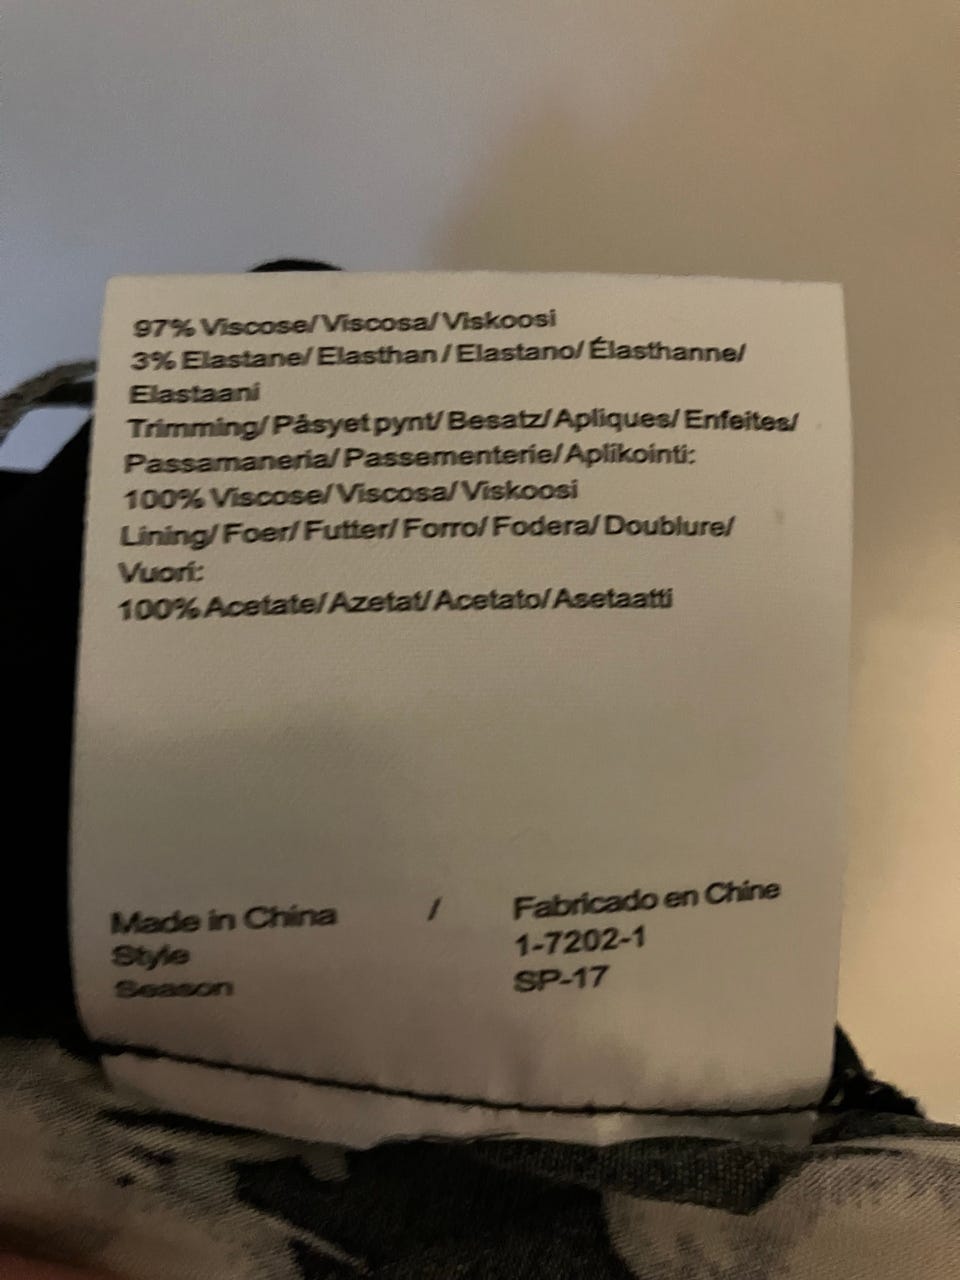 97% Viscose/Viscosa/Viskoosi
3% Elastane/Elasthan/Elastano/Élasthanne/
Elastaani
Trimming/Påsyet pynt/Besatz/Apliques/Enfeites/
Passamaneria/Passementerie/Aplikointi:
100% Viscose/Viscosa/Viskoosi
Lining/Foer/Futter/Forro/Fodera/Doublure/
Vuori:
100% Acetate/Azetat/Acetato/Asetaatti
Made in China / Fabricado en Chine
Style 1-7202-1
Season SP-17